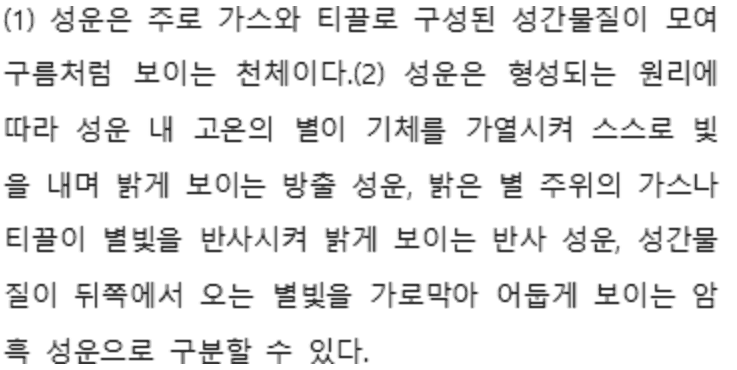 (1) 성운은 주로 가스와 티끌로 구성된 성간물질이 모여
구름처럼 보이는 천체이다.(2) 성운은 형성되는 원리에
따라 성운 내 고온의 별이 기체를 가열시켜 스스로 빛
을 내며 밝게 보이는 방출 성운, 밝은 별 주위의 가스나
티끌이 별빛을 반사시켜 밝게 보이는 반사 성운, 성간물
질이 뒤쪽에서 오는 별빛을 가로막아 어둡게 보이는 암
흑 성운으로 구분할 수 있다.